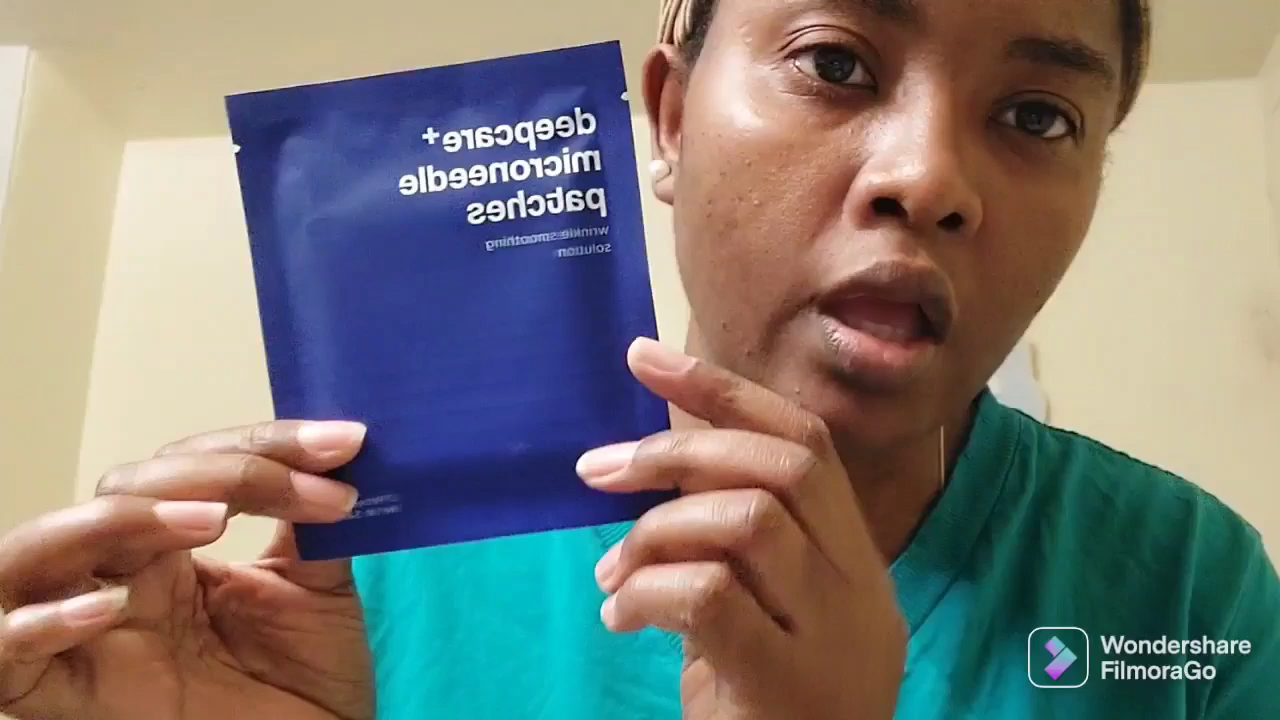 deepcare+
microneedle
patches
wrinkle smoothing
solution
Wondershare
FilmoraGo